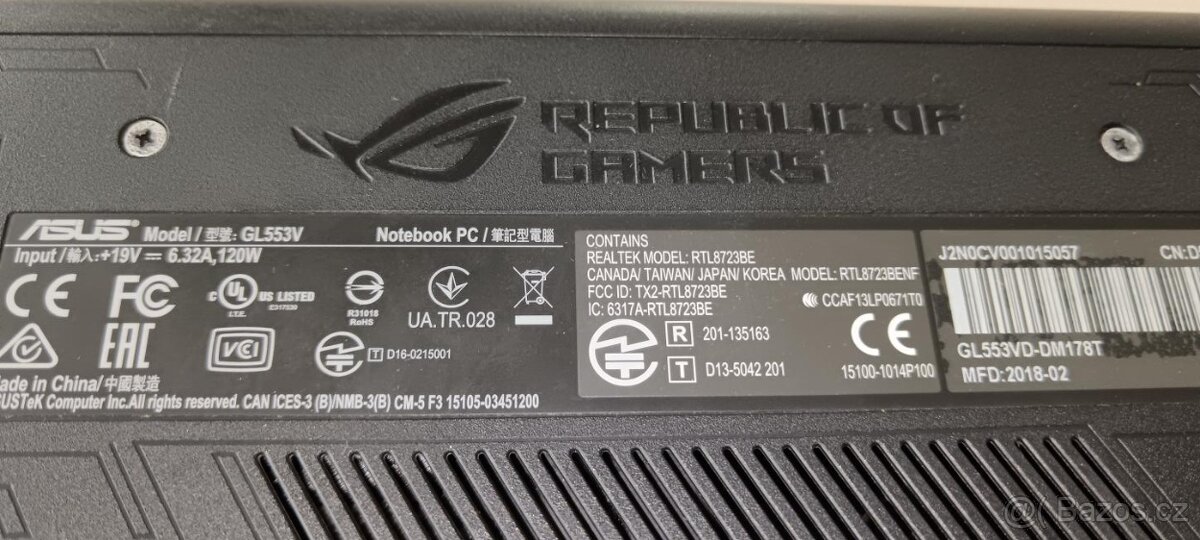 REPUBLIC OF
GAMERS
ASUS Model / 型號: GL553V Notebook PC / 筆記型電腦
Input /輸入: +19V 6.32A,120W
CE FC c UL US LISTED
I.T.E. E317530
R31018
RoHS
UA.TR.028
EAC VCI T D16-0215001
Made in China/ 中國製造
ASUSTeK Computer Inc.All rights reserved. CAN ICES-3 (B)/NMB-3(B) CM-5 F3 15105-03451200
CONTAINS
REALTEK MODEL: RTL8723BE
CANADA/ TAIWAN/ JAPAN/ KOREA MODEL: RTL8723BENF
FCC ID: TX2-RTL8723BE CCAF13LP0671T0
IC: 6317A-RTL8723BE
R 201-135163 CE
T D13-5042 201 15100-1014P100
J2N0CV001015057 CN:D
GL553VD-DM178T
MFD:2018-02
@ Bazos.cz